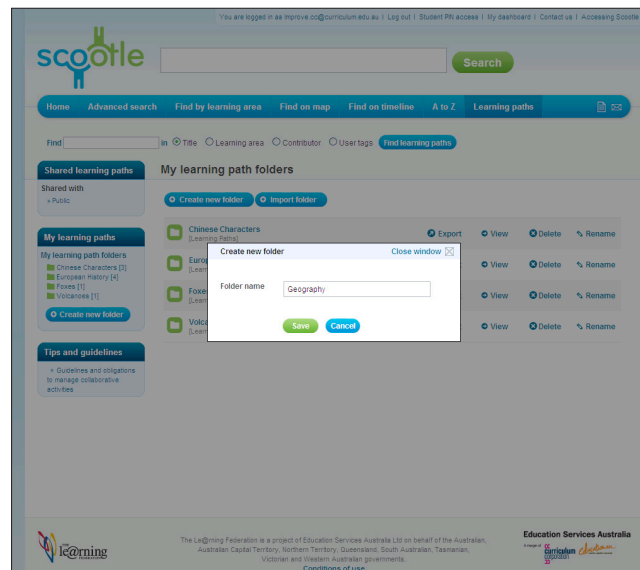 You are logged in as improve.co@curriculum.edu.au | Log out | Student PIN access | My dashboard | Contact us | Accessing Scootle
scootle
Search
Home Advanced search Find by learning area Find on map Find on timeline A to Z Learning paths
Find in Title Learning area Contributor User tags Find learning paths
Shared learning paths
Shared with
» Public
My learning paths
My learning path folders
Chinese Characters [3]
European History [4]
Foxes [1]
Volcanoes [1]
Create new folder
Tips and guidelines
Guidelines and obligations
to manage collaborative
activities
My learning path folders
Create new folder Import folder
Chinese Characters
[Learning Paths]
Export View Delete Rename
View Delete Rename
View Delete Rename
View Delete Rename
Create new folder Close window
Folder name Geography
Save Cancel
THE
le@rning
FEDERATION
The Le@rning Federation is a project of Education Services Australia Ltd on behalf of the Australian,
Australian Capital Territory, Northern Territory, Queensland, South Australian, Tasmanian,
Victorian and Western Australian governments.
Conditions of use
Education Services Australia
curriculum
corporation